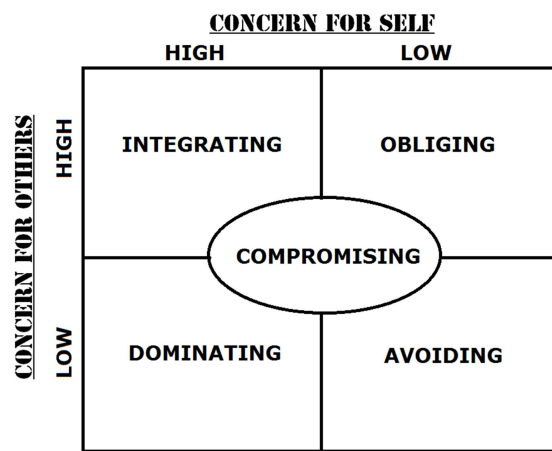 CONCERN FOR SELF
HIGH LOW
CONCERN FOR OTHERS
HIGH
INTEGRATING OBLIGING
COMPROMISING
LOW
DOMINATING AVOIDING